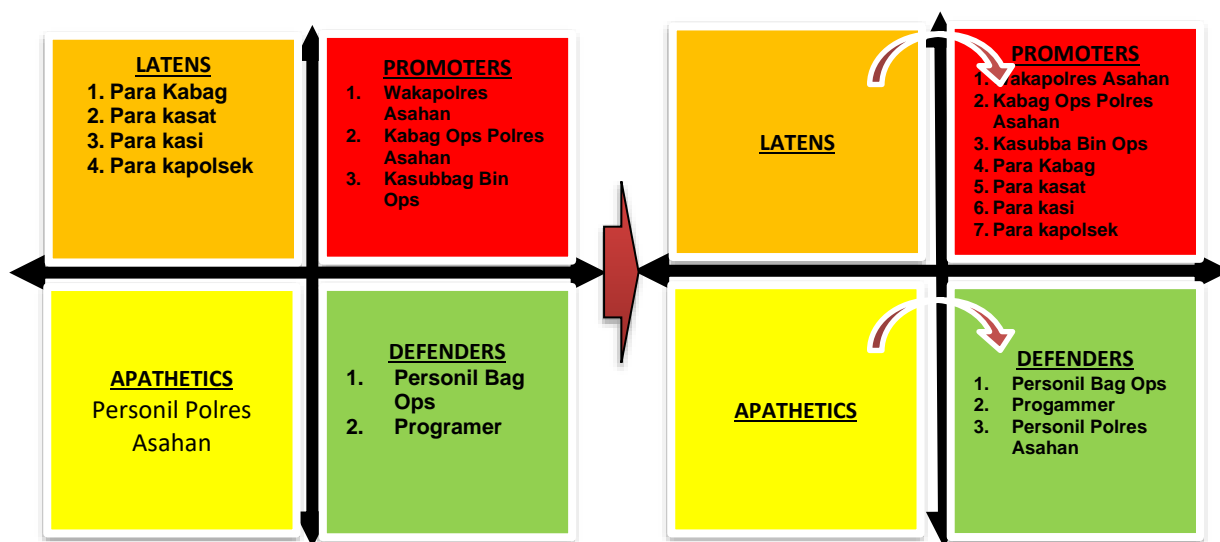 LATENS
1. Para Kabag
2. Para kasat
3. Para kasi
4. Para kapolsek
PROMOTERS
1. Wakapolres
Asahan
2. Kabag Ops Polres
Asahan
3. Kasubbag Bin
Ops
APATHETICS
Personil Polres
Asahan
DEFENDERS
1. Personil Bag
Ops
2. Programer
LATENS
PROMOTERS
1. Wakapolres Asahan
2. Kabag Ops Polres
Asahan
3. Kasubba Bin Ops
4. Para Kabag
5. Para kasat
6. Para kasi
7. Para kapolsek
APATHETICS
DEFENDERS
1. Personil Bag Ops
2. Progammer
3. Personil Polres
Asahan